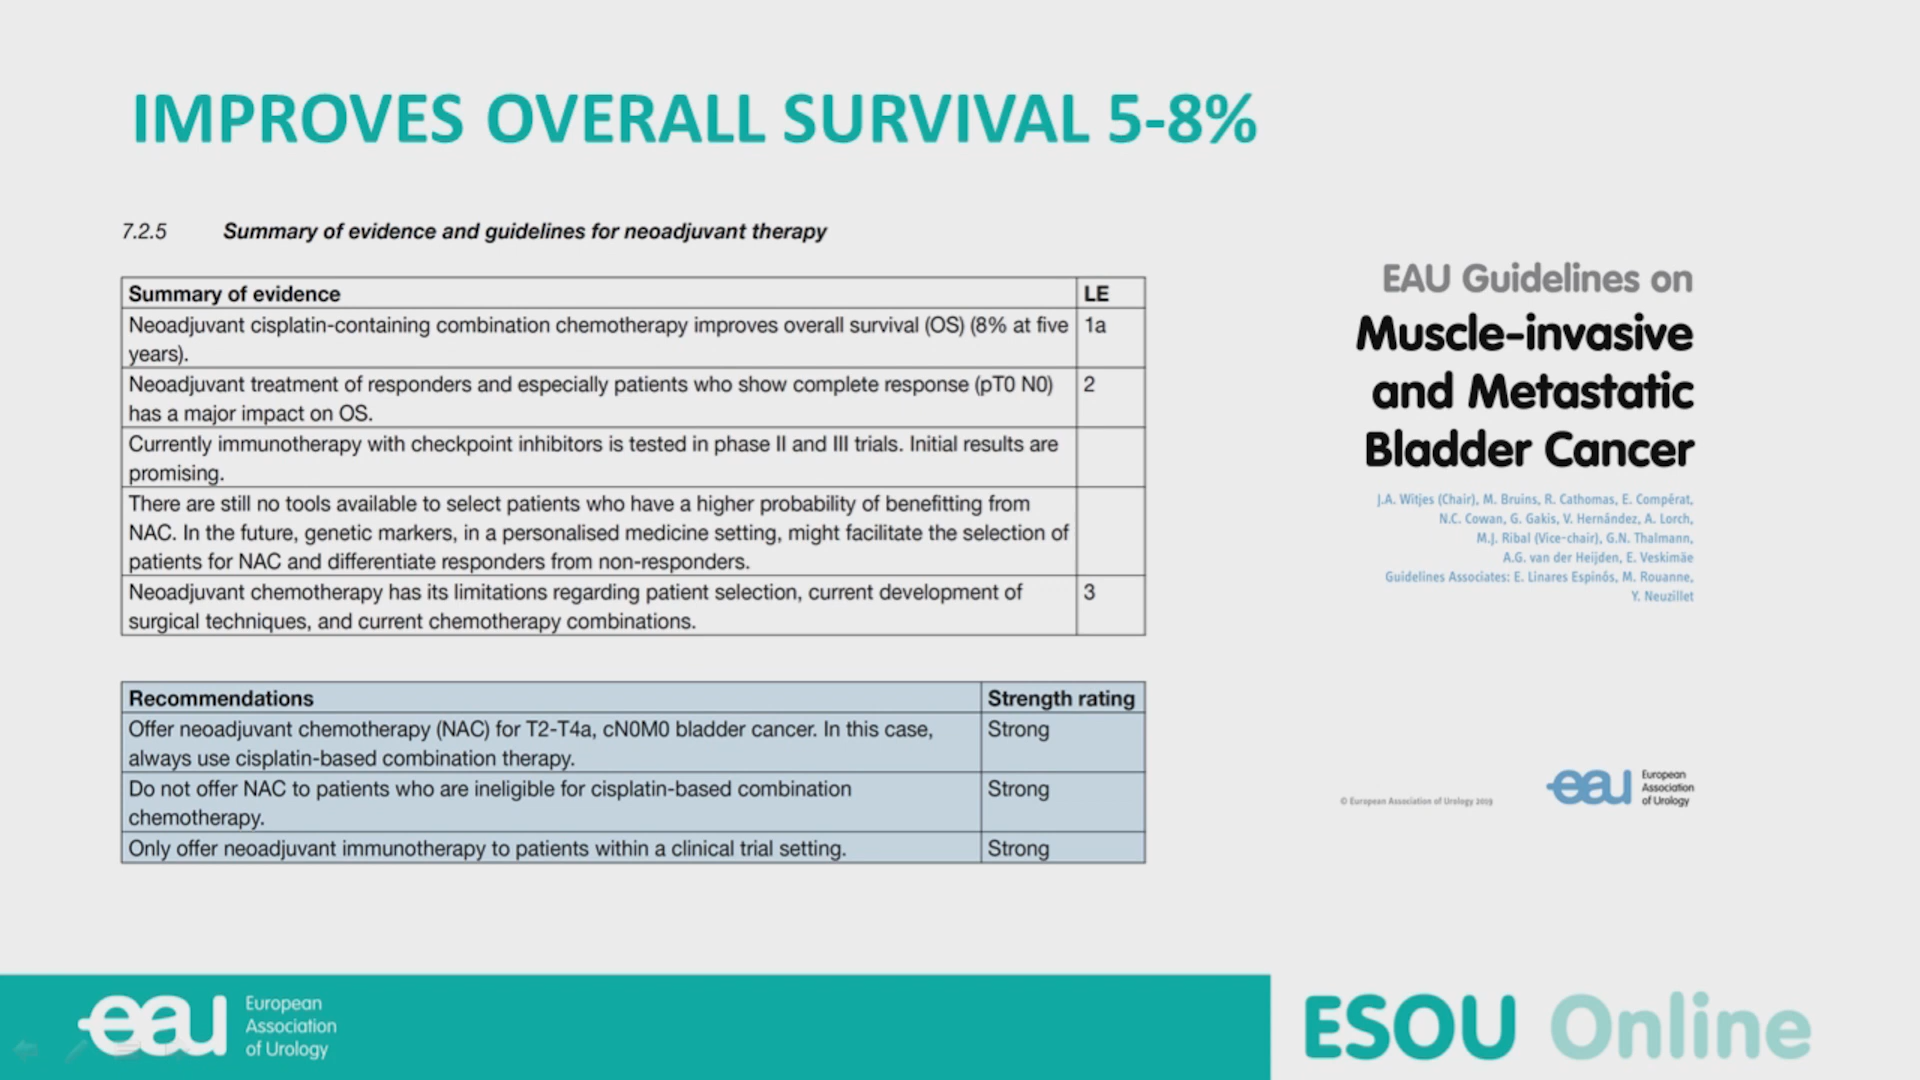 IMPROVES OVERALL SURVIVAL 5-8%
7.2.5 Summary of evidence and guidelines for neoadjuvant therapy
Summary of evidence LE
Neoadjuvant cisplatin-containing combination chemotherapy improves overall survival (OS) (8% at five 1a
years).
Neoadjuvant treatment of responders and especially patients who show complete response (pT0 N0) 2
has a major impact on OS.
Currently immunotherapy with checkpoint inhibitors is tested in phase II and III trials. Initial results are
promising.
There are still no tools available to select patients who have a higher probability of benefitting from
NAC. In the future, genetic markers, in a personalised medicine setting, might facilitate the selection of
patients for NAC and differentiate responders from non-responders.
Neoadjuvant chemotherapy has its limitations regarding patient selection, current development of 3
surgical techniques, and current chemotherapy combinations.
Recommendations Strength rating
Offer neoadjuvant chemotherapy (NAC) for T2-T4a, cN0M0 bladder cancer. In this case, Strong
always use cisplatin-based combination therapy.
Do not offer NAC to patients who are ineligible for cisplatin-based combination Strong
chemotherapy.
Only offer neoadjuvant immunotherapy to patients within a clinical trial setting. Strong
EAU Guidelines on
Muscle-invasive
and Metastatic
Bladder Cancer
J.A. Witjes (Chair), M. Bruins, R. Cathomas, E. Compérat,
N.C. Cowan, G. Gakis, V. Hernández, A. Lorch,
M.J. Ribal (Vice-chair), G.N. Thalmann,
A.G. van der Heijden, E. Veskimäe
Guidelines Associates: E. Linares Espinós, M. Rouanne,
Y. Neuzillet
© European Association of Urology 2019
eau
European
Association
of Urology
eau
European
Association
of Urology
ESOU Online